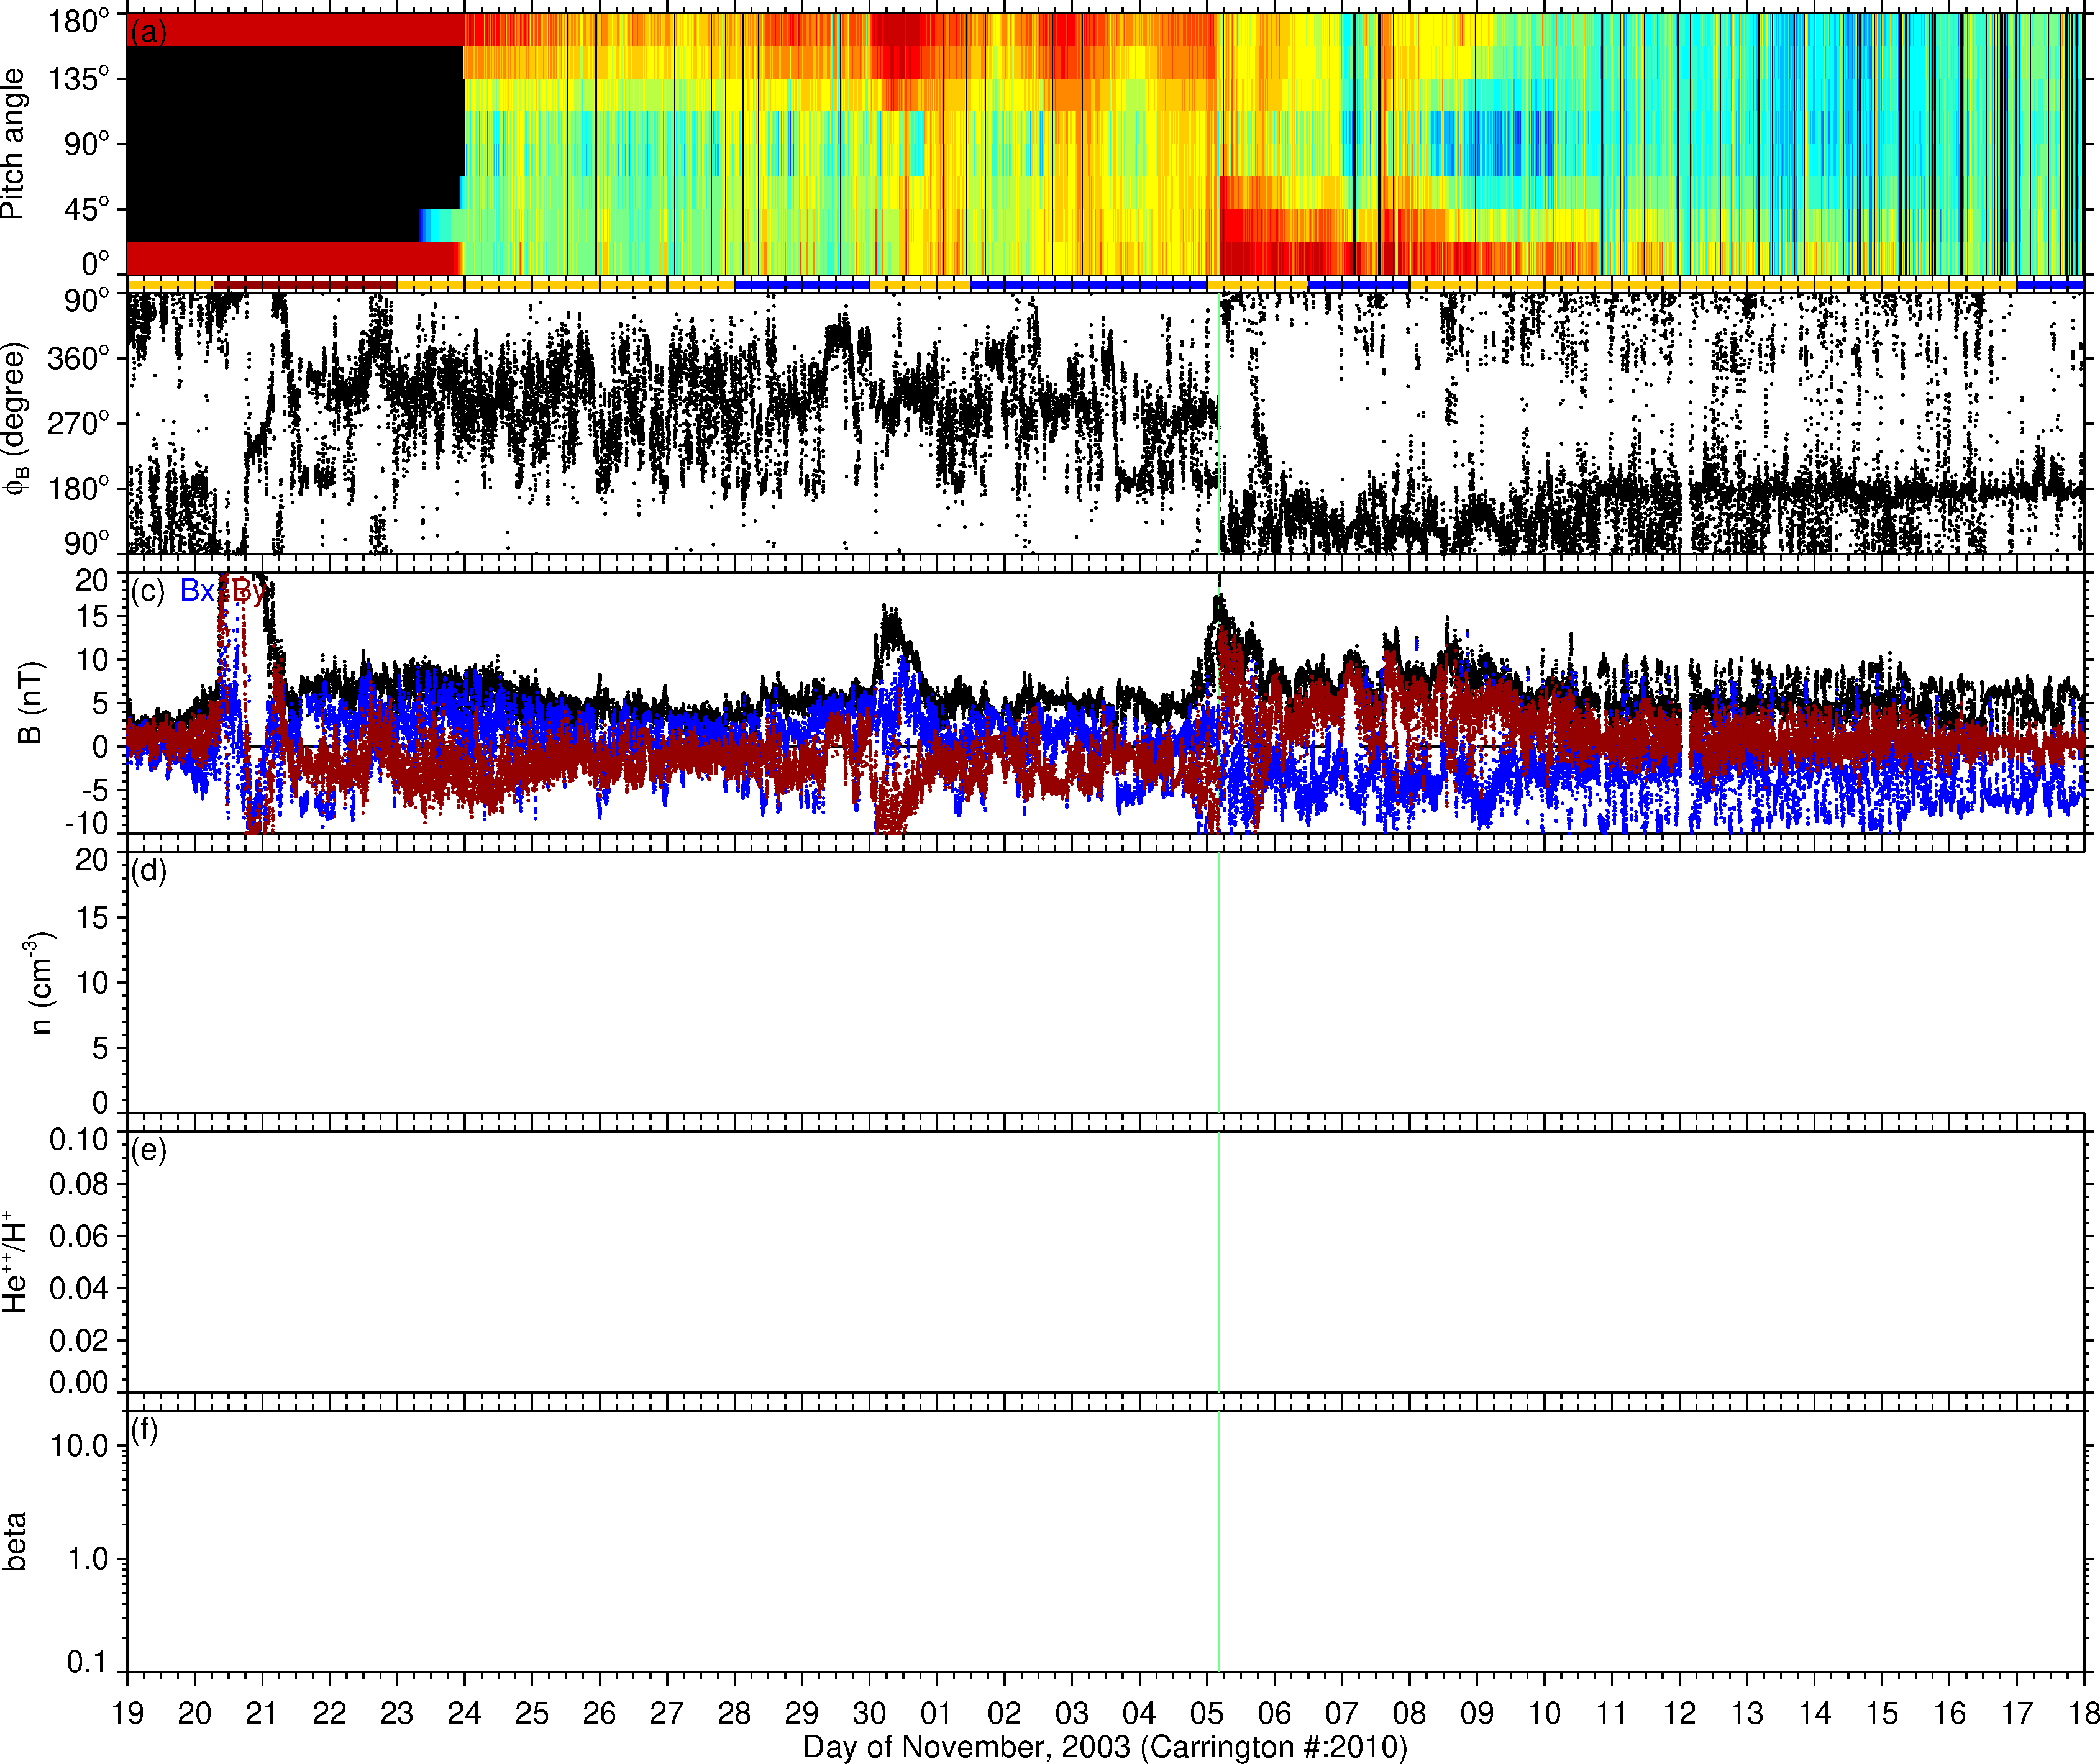 (a)
180°
135°
90°
45°
0°
Pitch angle
90°
360°
270°
180°
90°
ϕB (degree)
(c) Bx By
20
15
10
5
0
-5
-10
B (nT)
(d)
20
15
10
5
0
n (cm-3)
(e)
0.10
0.08
0.06
0.04
0.02
0.00
He++/H+
(f)
10.0
1.0
0.1
beta
19 20 21 22 23 24 25 26 27 28 29 30 01 02 03 04 05 06 07 08 09 10 11 12 13 14 15 16 17 18
Day of November, 2003 (Carrington #:2010)